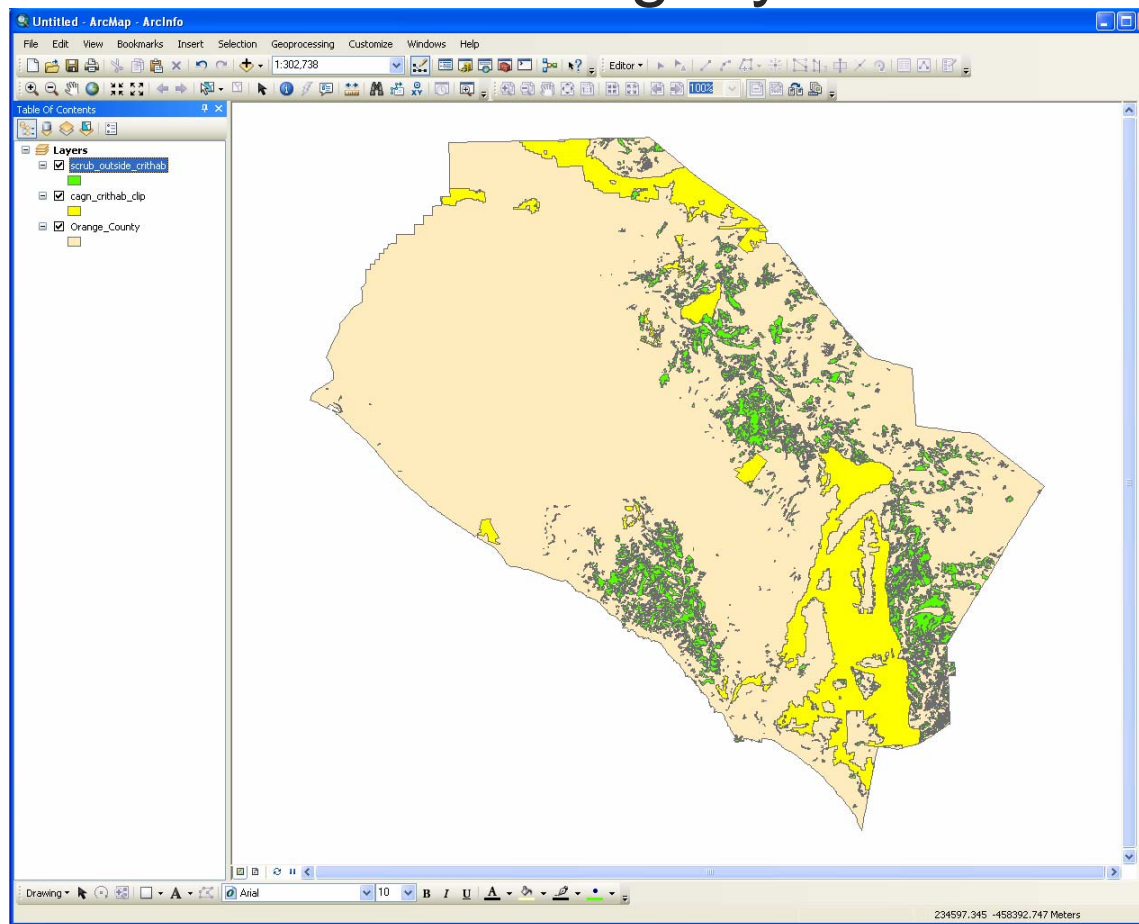 Untitled - ArcMap - ArcInfo
File Edit View Bookmarks Insert Selection Geoprocessing Customize Windows Help
1:302,738
Editor
100%
Table Of Contents
Layers
scrub_outside_crithab
cagn_crithab_clip
Orange_County
Drawing A Arial 10 B I U A
234597.345 -458392.747 Meters